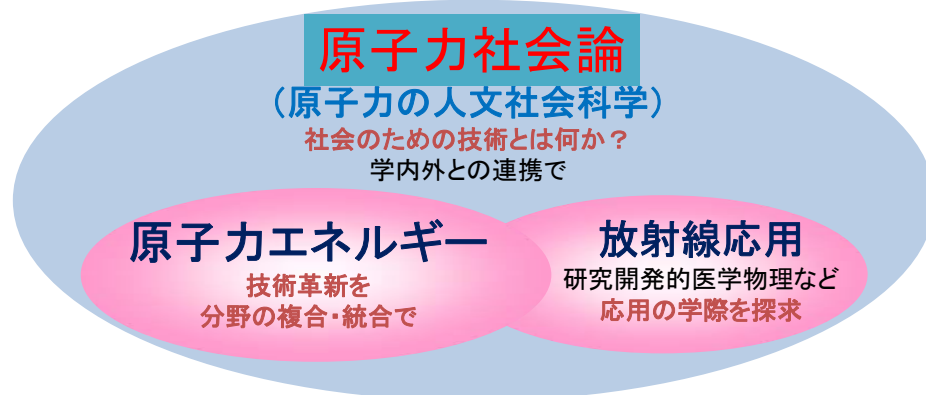 原子力社会論
（原子力の人文社会科学）
社会のための技術とは何か？
学内外との連携で
原子力エネルギー
技術革新を
分野の複合・統合で
放射線応用
研究開発的医学物理など
応用の学際を探求